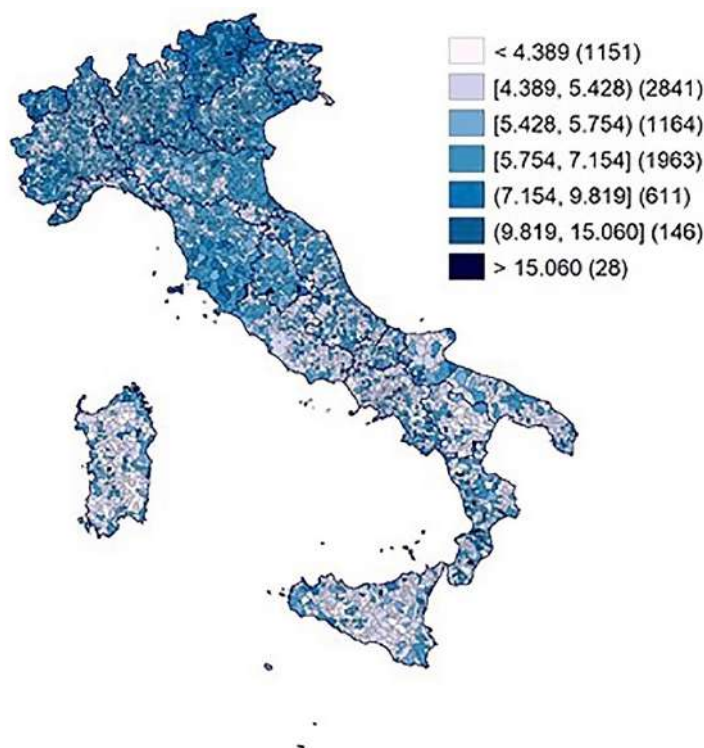 < 4.389 (1151)
[4.389, 5.428) (2841)
[5.428, 5.754) (1164)
[5.754, 7.154] (1963)
(7.154, 9.819] (611)
(9.819, 15.060] (146)
> 15.060 (28)